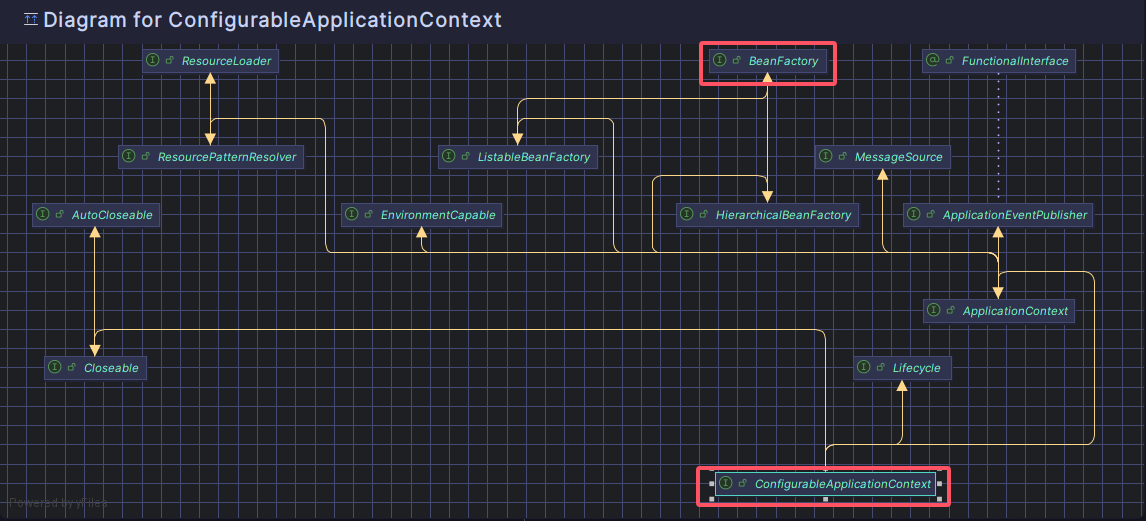 Diagram for ConfigurableApplicationContext
ResourceLoader
BeanFactory
FunctionalInterface
ResourcePatternResolver
ListableBeanFactory
MessageSource
AutoCloseable
EnvironmentCapable
HierarchicalBeanFactory
ApplicationEventPublisher
ApplicationContext
Closeable
Lifecycle
ConfigurableApplicationContext
Powered by yFiles